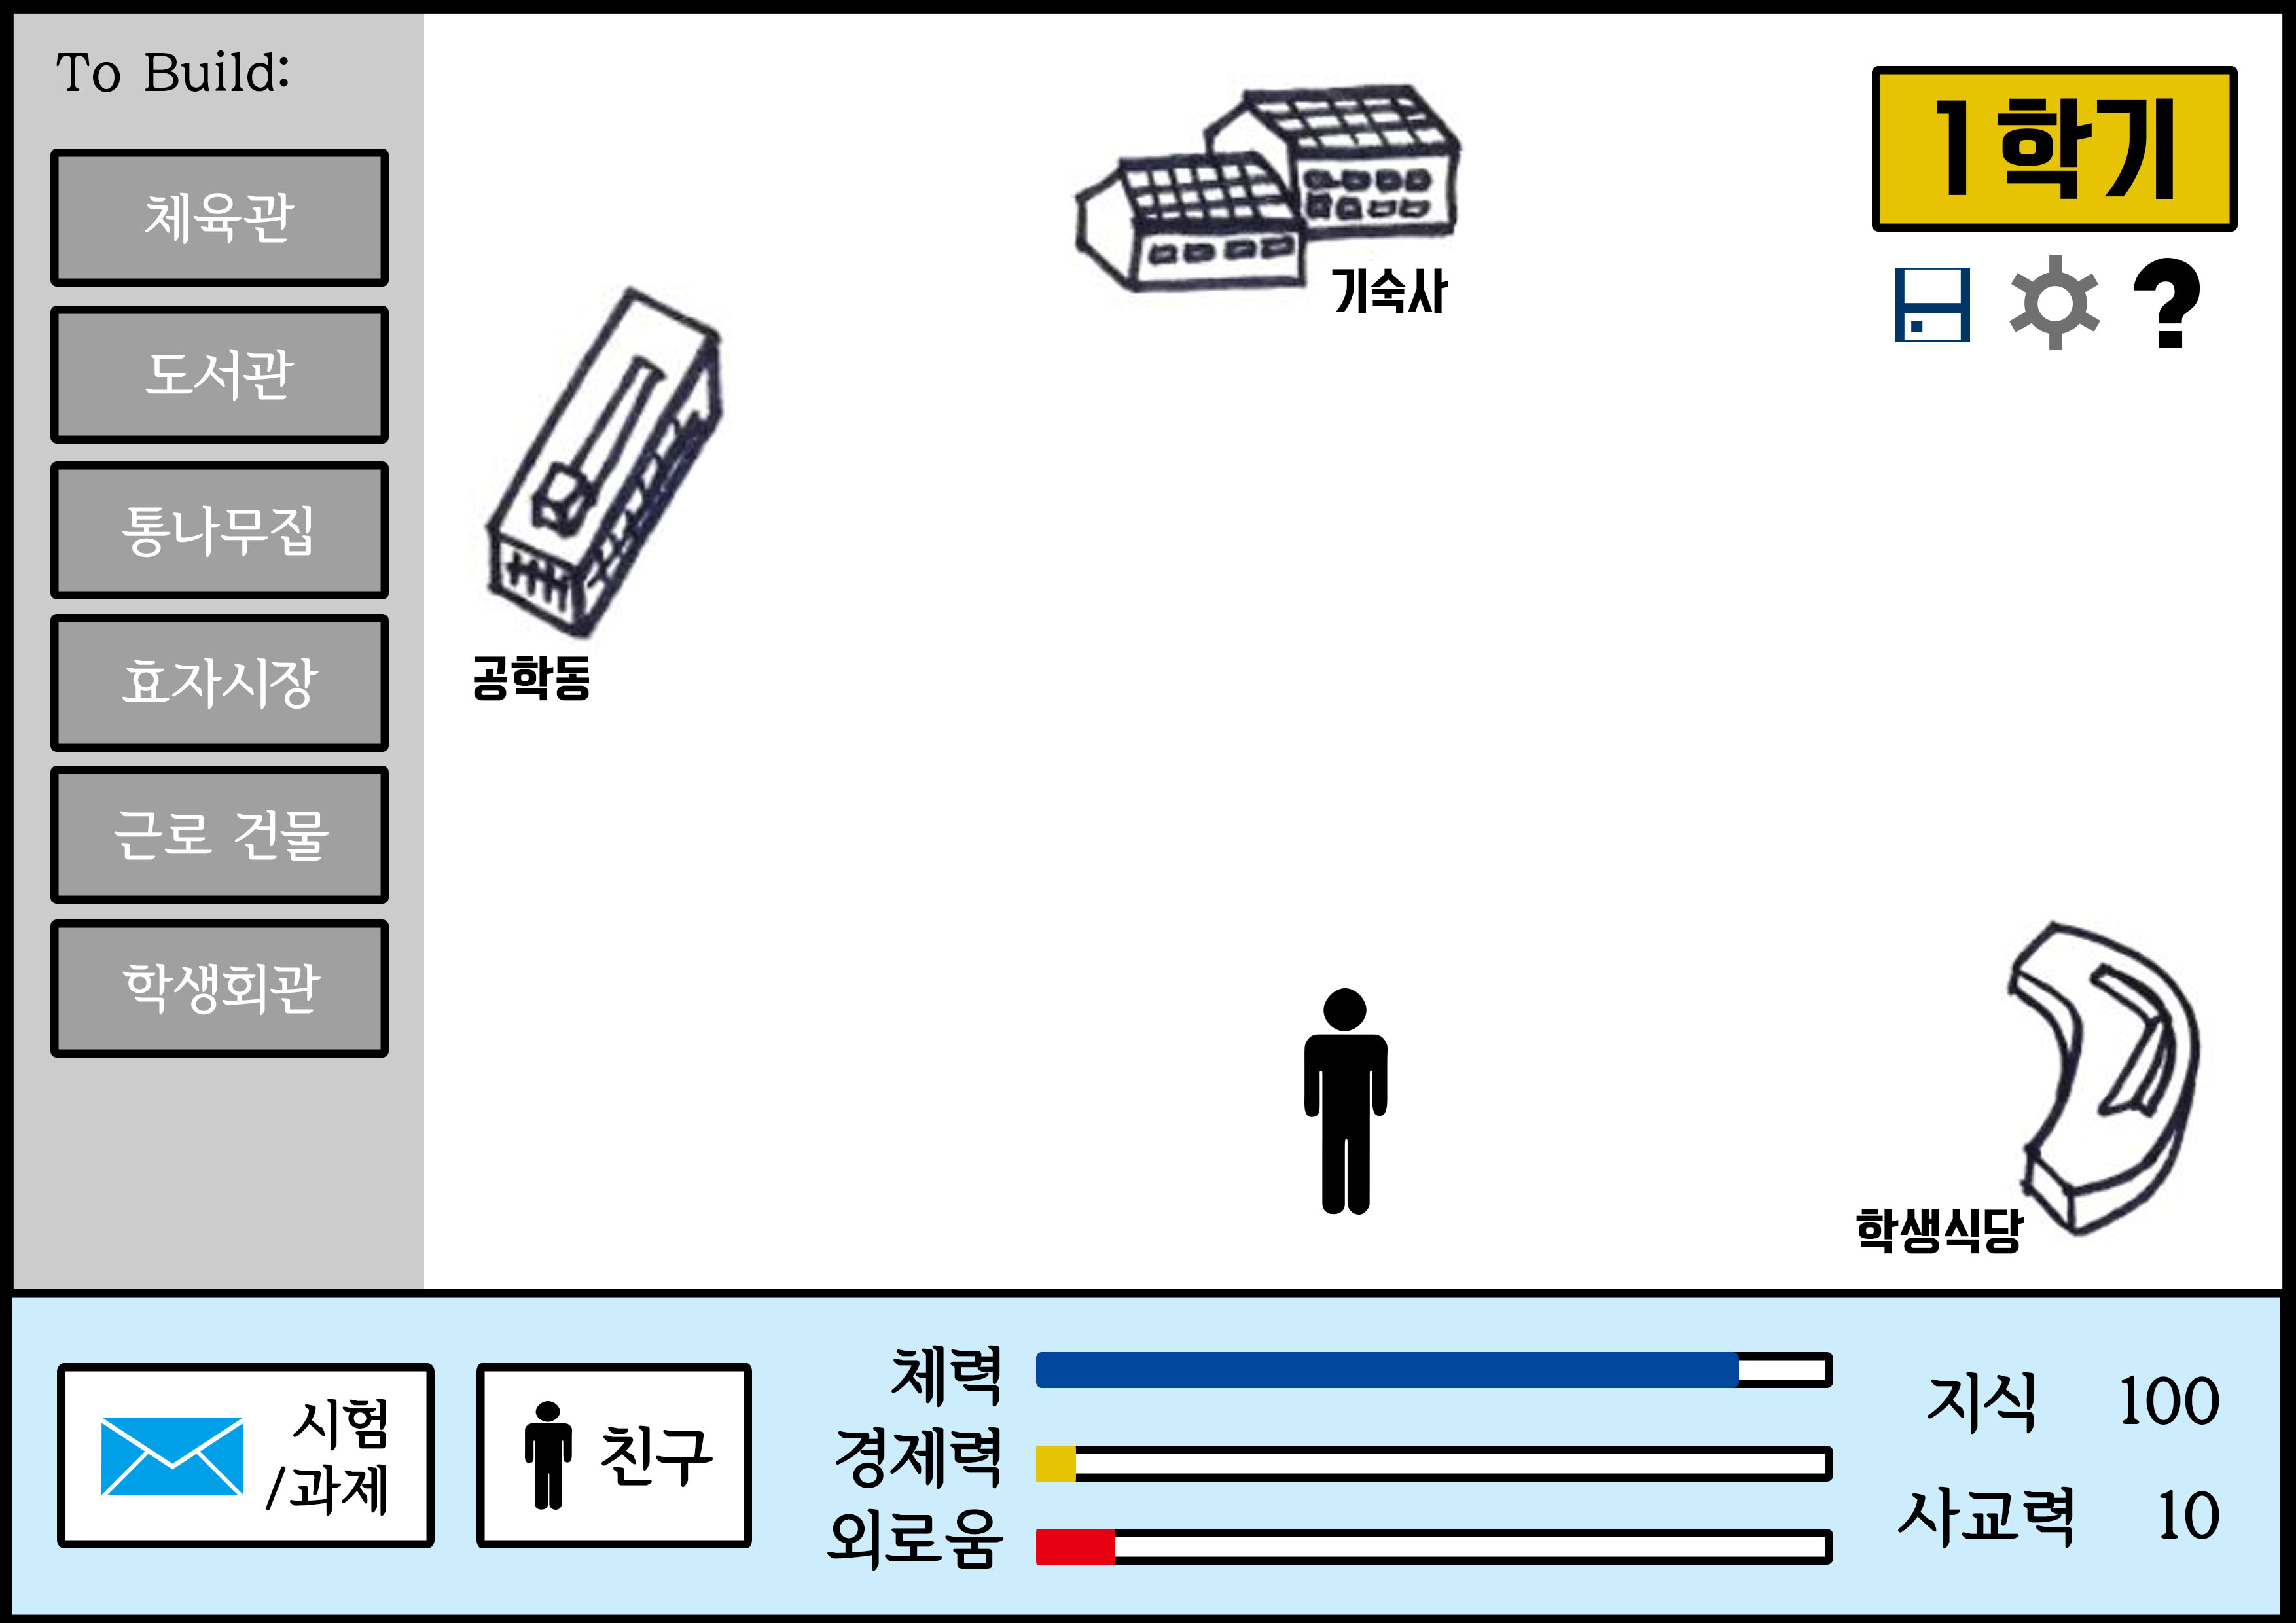 To Build:
체육관
도서관
통나무집
효자시장
근로 건물
학생회관
1학기
?
기숙사
공학동
학생식당
시험
/과제
친구
체력
경제력
외로움
지식 100
사교력 10